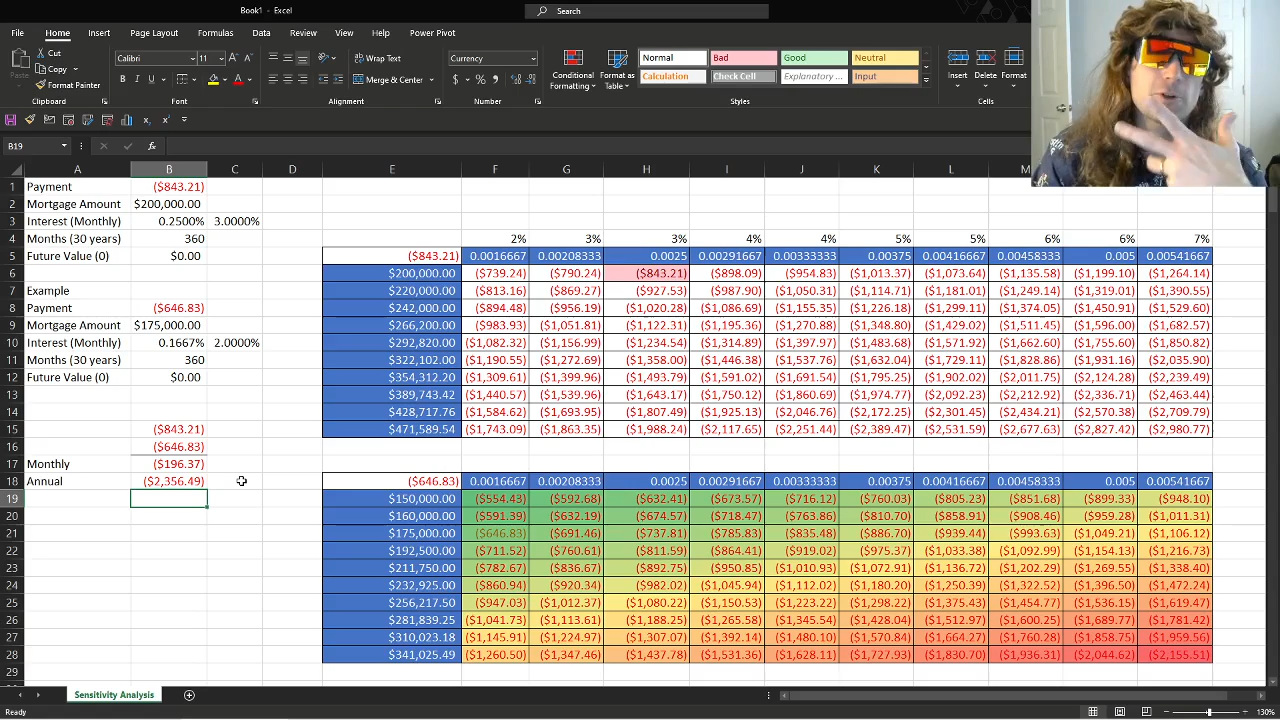 Book1 - Excel
Search
File Home Insert Page Layout Formulas Data Review View Help Power Pivot
Paste Cut Copy Format Painter Clipboard
Calibri 11 Font
Wrap Text Merge & Center Alignment
Currency Number
Conditional Formatting Format as Table
Normal Bad Good Neutral
Calculation Check Cell Explanatory ... Input
Styles
Insert Delete Format Cells
B19 fx
A B C D E F G H I J K L M
1 Payment ($843.21)
2 Mortgage Amount $200,000.00
3 Interest (Monthly) 0.2500% 3.0000%
4 Months (30 years) 360 2% 3% 3% 4% 4% 5% 5% 6% 6% 7%
5 Future Value (0) $0.00 ($843.21) 0.0016667 0.00208333 0.0025 0.00291667 0.00333333 0.00375 0.00416667 0.00458333 0.005 0.00541667
6 $200,000.00 ($739.24) ($790.24) ($843.21) ($898.09) ($954.83) ($1,013.37) ($1,073.64) ($1,135.58) ($1,199.10) ($1,264.14)
7 Example $220,000.00 ($813.16) ($869.27) ($927.53) ($987.90) ($1,050.31) ($1,114.71) ($1,181.01) ($1,249.14) ($1,319.01) ($1,390.55)
8 Payment ($646.83) $242,000.00 ($894.48) ($956.19) ($1,020.28) ($1,086.69) ($1,155.35) ($1,226.18) ($1,299.11) ($1,374.05) ($1,450.91) ($1,529.60)
9 Mortgage Amount $175,000.00 $266,200.00 ($983.93) ($1,051.81) ($1,122.31) ($1,195.36) ($1,270.88) ($1,348.80) ($1,429.02) ($1,511.45) ($1,596.00) ($1,682.57)
10 Interest (Monthly) 0.1667% 2.0000% $292,820.00 ($1,082.32) ($1,156.99) ($1,234.54) ($1,314.89) ($1,397.97) ($1,483.68) ($1,571.92) ($1,662.60) ($1,755.60) ($1,850.82)
11 Months (30 years) 360 $322,102.00 ($1,190.55) ($1,272.69) ($1,358.00) ($1,446.38) ($1,537.76) ($1,632.04) ($1,729.11) ($1,828.86) ($1,931.16) ($2,035.90)
12 Future Value (0) $0.00 $354,312.20 ($1,309.61) ($1,399.96) ($1,493.79) ($1,591.02) ($1,691.54) ($1,795.25) ($1,902.02) ($2,011.75) ($2,124.28) ($2,239.49)
13 $389,743.42 ($1,440.57) ($1,539.96) ($1,643.17) ($1,750.12) ($1,860.69) ($1,974.77) ($2,092.23) ($2,212.92) ($2,336.71) ($2,463.44)
14 $428,717.76 ($1,584.62) ($1,693.95) ($1,807.49) ($1,925.13) ($2,046.76) ($2,172.25) ($2,301.45) ($2,434.21) ($2,570.38) ($2,709.79)
15 ($843.21) $471,589.54 ($1,743.09) ($1,863.35) ($1,988.24) ($2,117.65) ($2,251.44) ($2,389.47) ($2,531.59) ($2,677.63) ($2,827.42) ($2,980.77)
16 ($646.83)
17 Monthly ($196.37)
18 Annual ($2,356.49) ($646.83) 0.0016667 0.00208333 0.0025 0.00291667 0.00333333 0.00375 0.00416667 0.00458333 0.005 0.00541667
19 $150,000.00 ($554.43) ($592.68) ($632.41) ($673.57) ($716.12) ($760.03) ($805.23) ($851.68) ($899.33) ($948.10)
20 $160,000.00 ($591.39) ($632.19) ($674.57) ($718.47) ($763.86) ($810.70) ($858.91) ($908.46) ($959.28) ($1,011.31)
21 $175,000.00 ($646.83) ($691.46) ($737.81) ($785.83) ($835.48) ($886.70) ($939.44) ($993.63) ($1,049.21) ($1,106.12)
22 $192,500.00 ($711.52) ($760.61) ($811.59) ($864.41) ($919.02) ($975.37) ($1,033.38) ($1,092.99) ($1,154.13) ($1,216.73)
23 $211,750.00 ($782.67) ($836.67) ($892.75) ($950.85) ($1,010.93) ($1,072.91) ($1,136.72) ($1,202.29) ($1,269.55) ($1,338.40)
24 $232,925.00 ($860.94) ($920.34) ($982.02) ($1,045.94) ($1,112.02) ($1,180.20) ($1,250.39) ($1,322.52) ($1,396.50) ($1,472.24)
25 $256,217.50 ($947.03) ($1,012.37) ($1,080.22) ($1,150.53) ($1,223.22) ($1,298.22) ($1,375.43) ($1,454.77) ($1,536.15) ($1,619.47)
26 $281,839.25 ($1,041.73) ($1,113.61) ($1,188.25) ($1,265.58) ($1,345.54) ($1,428.04) ($1,512.97) ($1,600.25) ($1,689.77) ($1,781.42)
27 $310,023.18 ($1,145.91) ($1,224.97) ($1,307.07) ($1,392.14) ($1,480.10) ($1,570.84) ($1,664.27) ($1,760.28) ($1,858.75) ($1,959.56)
28 $341,025.49 ($1,260.50) ($1,347.46) ($1,437.78) ($1,531.36) ($1,628.11) ($1,727.93) ($1,830.70) ($1,936.31) ($2,044.62) ($2,155.51)
29
Sensitivity Analysis
Ready 130%